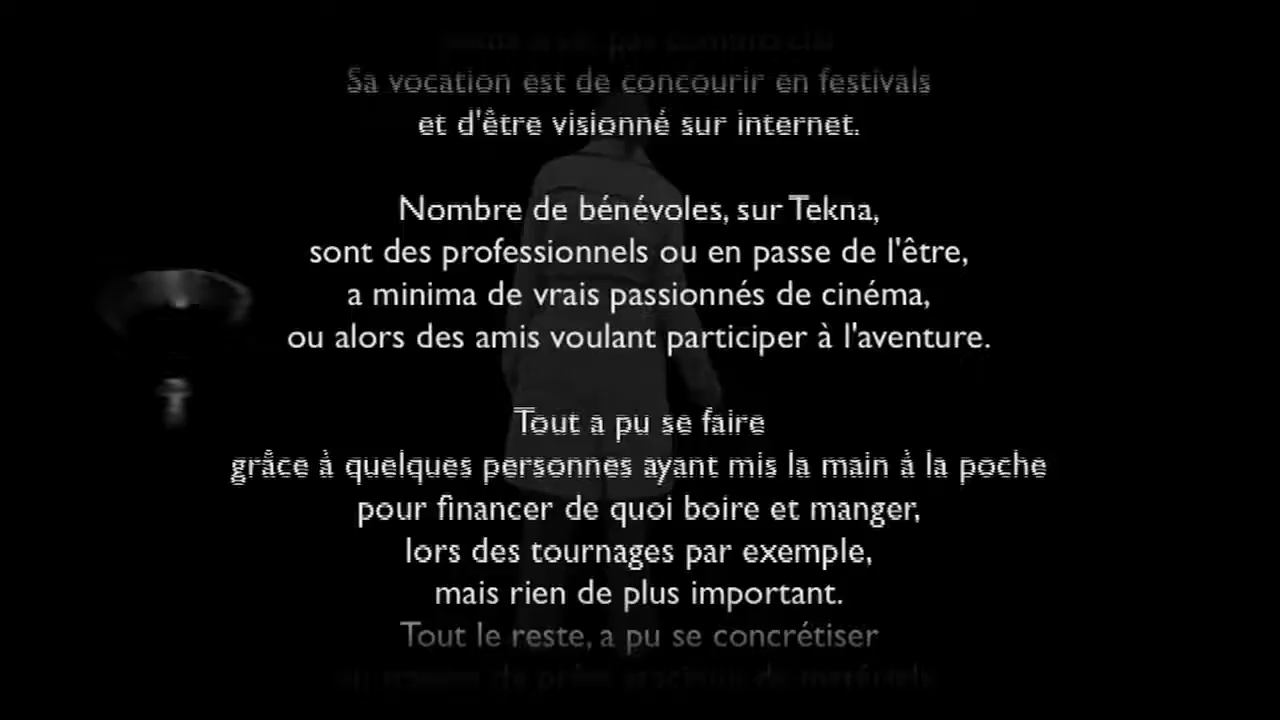 Sa vocation est de concourir en festivals
et d'être visionné sur internet.
Nombre de bénévoles, sur Tekna,
sont des professionnels ou en passe de l'être,
a minima de vrais passionnés de cinéma,
ou alors des amis voulant participer à l'aventure.
Tout a pu se faire
grâce à quelques personnes ayant mis la main à la poche
pour financer de quoi boire et manger,
lors des tournages par exemple,
mais rien de plus important.
Tout le reste, a pu se concrétiser